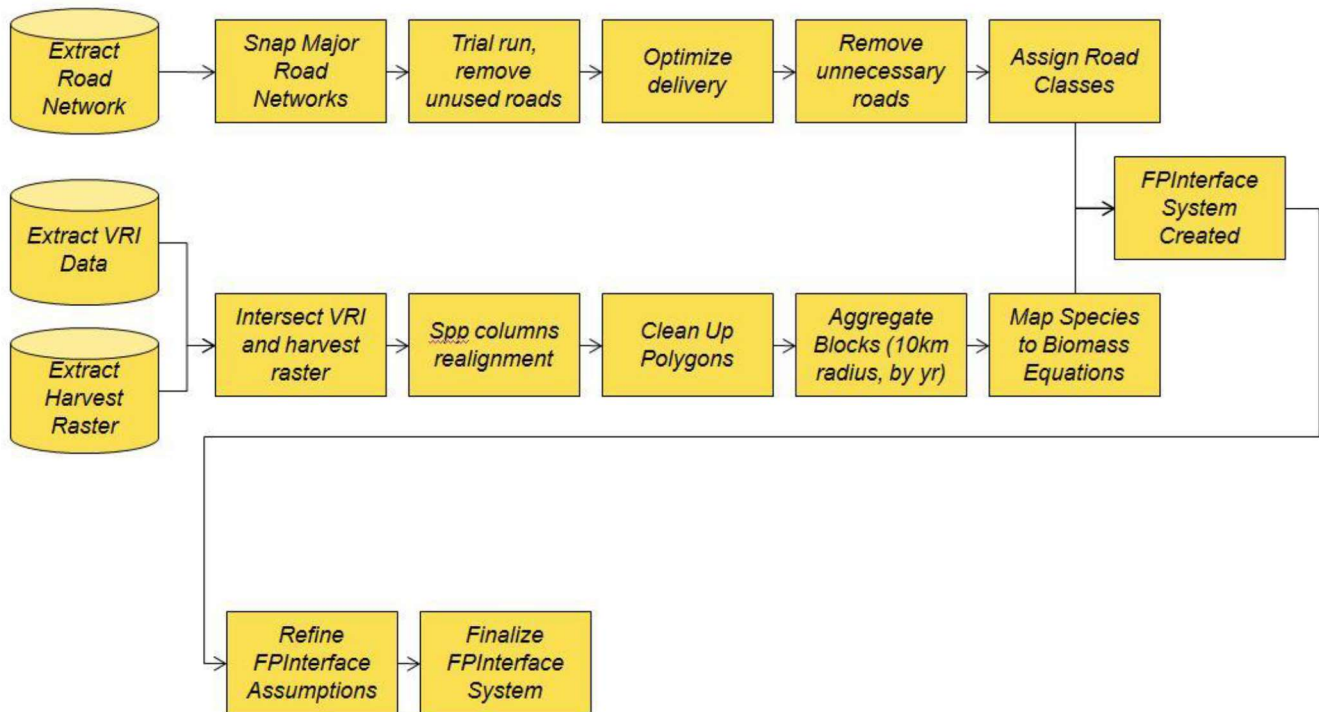 Extract
Road
Network
Snap Major
Road
Networks
Trial run,
remove
unused roads
Optimize
delivery
Remove
unnecessary
roads
Assign Road
Classes
FPInterface
System
Created
Extract VRI
Data
Extract
Harvest
Raster
Intersect VRI
and harvest
raster
Spp columns
realignment
Clean Up
Polygons
Aggregate
Blocks (10km
radius, by yr)
Map Species
to Biomass
Equations
Refine
FPInterface
Assumptions
Finalize
FPInterface
System